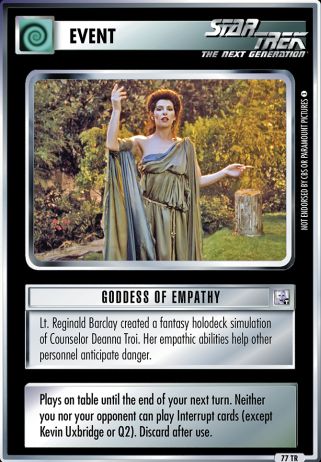 EVENT
STAR TREK
THE NEXT GENERATION
NOT ENDORSED BY CBS OR PARAMOUNT PICTURES
GODDESS OF EMPATHY
Lt. Reginald Barclay created a fantasy holodeck simulation
of Counselor Deanna Troi. Her empathic abilities help other
personnel anticipate danger.
Plays on table until the end of your next turn. Neither
you nor your opponent can play Interrupt cards (except
Kevin Uxbridge or Q2). Discard after use.
77 TR